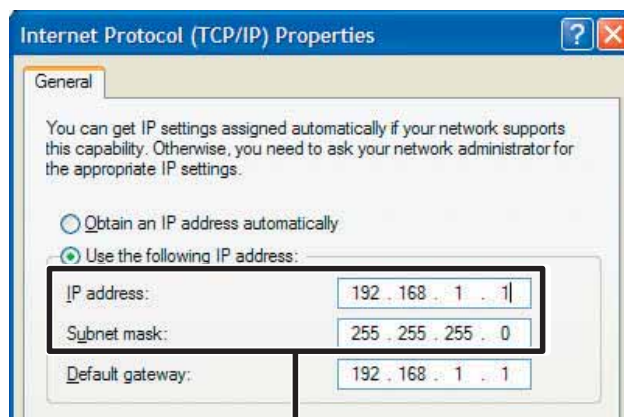 Internet Protocol (TCP/IP) Properties
General
You can get IP settings assigned automatically if your network supports
this capability. Otherwise, you need to ask your network administrator for
the appropriate IP settings.
Obtain an IP address automatically
Use the following IP address:
IP address: 192 . 168 . 1 . 1
Subnet mask: 255 . 255 . 255 . 0
Default gateway: 192 . 168 . 1 . 1